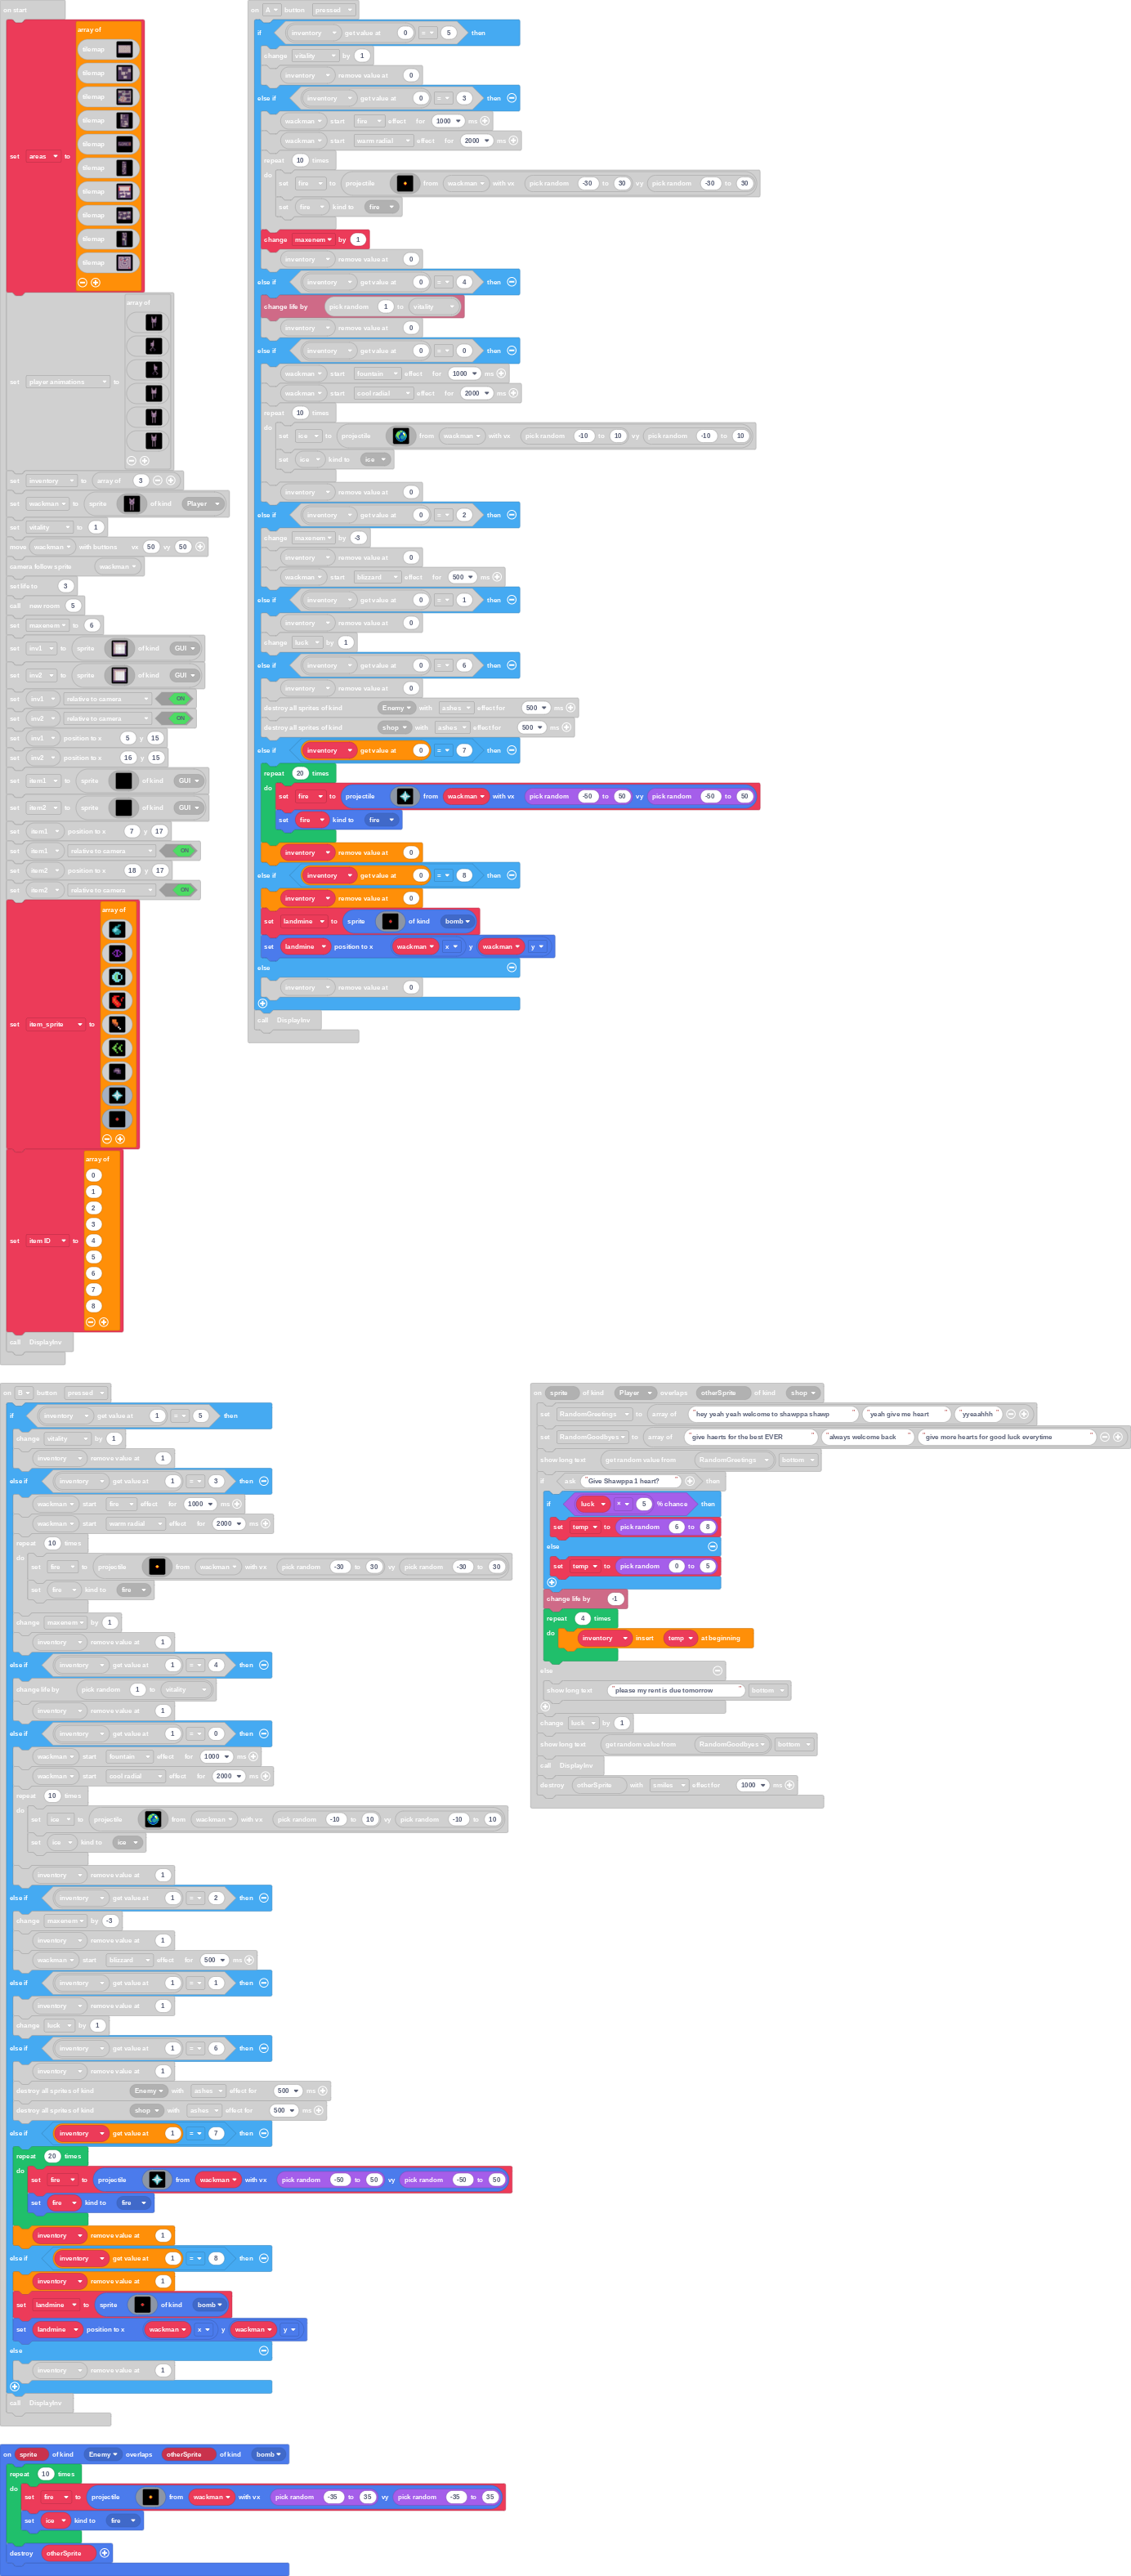 on start
array of
tilemap
tilemap
tilemap
tilemap
tilemap
set areas to tilemap
tilemap
tilemap
tilemap
tilemap
array of
set player animations to
set inventory to array of 3
set wackman to sprite of kind Player
set vitality to 1
move wackman with buttons vx 50 vy 50
camera follow sprite wackman
set life to 3
call new room 5
set maxenem to 6
set inv1 to sprite of kind GUI
set inv2 to sprite of kind GUI
set inv1 relative to camera ON
set inv2 relative to camera ON
set inv1 position to x 5 y 15
set inv2 position to x 16 y 15
set item1 to sprite of kind GUI
set item2 to sprite of kind GUI
set item1 position to x 7 y 17
set item1 relative to camera ON
set item2 position to x 18 y 17
set item2 relative to camera ON
array of
set item_sprite to
array of
0
1
2
3
set item ID to 4
5
6
7
8
call DisplayInv
on A button pressed
if inventory get value at 0 = 5 then
change vitality by 1
inventory remove value at 0
else if inventory get value at 0 = 3 then
wackman start fire effect for 1000 ms
wackman start warm radial effect for 2000 ms
repeat 10 times
do set fire to projectile from wackman with vx pick random -30 to 30 vy pick random -30 to 30
set fire kind to fire
change maxenem by 1
inventory remove value at 0
else if inventory get value at 0 = 4 then
change life by pick random 1 to vitality
inventory remove value at 0
else if inventory get value at 0 = 0 then
wackman start fountain effect for 1000 ms
wackman start cool radial effect for 2000 ms
repeat 10 times
do set ice to projectile from wackman with vx pick random -10 to 10 vy pick random -10 to 10
set ice kind to ice
inventory remove value at 0
else if inventory get value at 0 = 2 then
change maxenem by -3
inventory remove value at 0
wackman start blizzard effect for 500 ms
else if inventory get value at 0 = 1 then
inventory remove value at 0
change luck by 1
else if inventory get value at 0 = 6 then
inventory remove value at 0
destroy all sprites of kind Enemy with ashes effect for 500 ms
destroy all sprites of kind shop with ashes effect for 500 ms
else if inventory get value at 0 = 7 then
repeat 20 times
do set fire to projectile from wackman with vx pick random -50 to 50 vy pick random -50 to 50
set fire kind to fire
inventory remove value at 0
else if inventory get value at 0 = 8 then
inventory remove value at 0
set landmine to sprite of kind bomb
set landmine position to x wackman x y wackman y
else
inventory remove value at 0
call DisplayInv
on B button pressed
if inventory get value at 1 = 5 then
change vitality by 1
inventory remove value at 1
else if inventory get value at 1 = 3 then
wackman start fire effect for 1000 ms
wackman start warm radial effect for 2000 ms
repeat 10 times
do set fire to projectile from wackman with vx pick random -30 to 30 vy pick random -30 to 30
set fire kind to fire
change maxenem by 1
inventory remove value at 1
else if inventory get value at 1 = 4 then
change life by pick random 1 to vitality
inventory remove value at 1
else if inventory get value at 1 = 0 then
wackman start fountain effect for 1000 ms
wackman start cool radial effect for 2000 ms
repeat 10 times
do set ice to projectile from wackman with vx pick random -10 to 10 vy pick random -10 to 10
set ice kind to ice
inventory remove value at 1
else if inventory get value at 1 = 2 then
change maxenem by -3
inventory remove value at 1
wackman start blizzard effect for 500 ms
else if inventory get value at 1 = 1 then
inventory remove value at 1
change luck by 1
else if inventory get value at 1 = 6 then
inventory remove value at 1
destroy all sprites of kind Enemy with ashes effect for 500 ms
destroy all sprites of kind shop with ashes effect for 500 ms
else if inventory get value at 1 = 7 then
repeat 20 times
do set fire to projectile from wackman with vx pick random -50 to 50 vy pick random -50 to 50
set fire kind to fire
inventory remove value at 1
else if inventory get value at 1 = 8 then
inventory remove value at 1
set landmine to sprite of kind bomb
set landmine position to x wackman x y wackman y
else
inventory remove value at 1
call DisplayInv
on sprite of kind Player overlaps otherSprite of kind shop
set RandomGreetings to array of "hey yeah yeah welcome to shawppa shawp" "yeah give me heart" "yyeaahhh"
set RandomGoodbyes to array of "give haerts for the best EVER" "always welcome back" "give more hearts for good luck everytime"
show long text get random value from RandomGreetings bottom
if ask "Give Shawppa 1 heart?" then
if luck * 5 % chance then
set temp to pick random 6 to 8
else
set temp to pick random 0 to 5
change life by -1
repeat 4 times
do inventory insert temp at beginning
else
show long text "please my rent is due tomorrow" bottom
change luck by 1
show long text get random value from RandomGoodbyes bottom
call DisplayInv
destroy otherSprite with smiles effect for 1000 ms
on sprite of kind Enemy overlaps otherSprite of kind bomb
repeat 10 times
do set fire to projectile from wackman with vx pick random -35 to 35 vy pick random -35 to 35
set ice kind to fire
destroy otherSprite